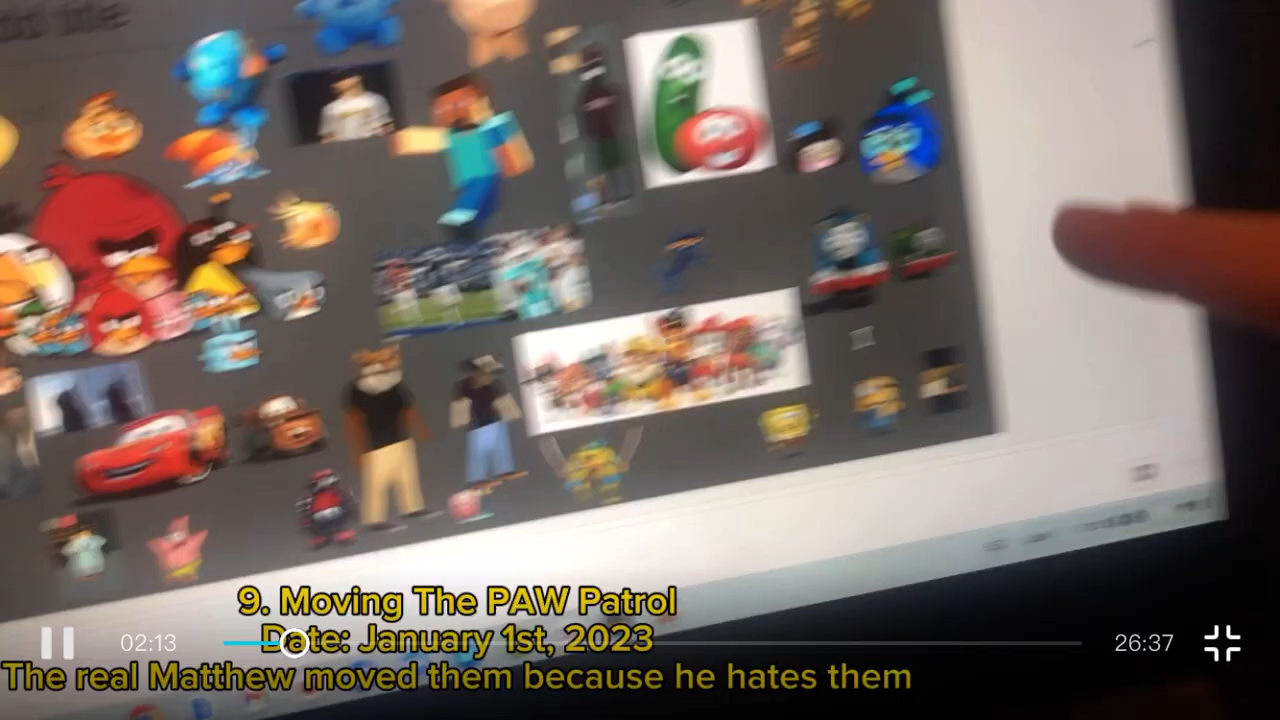 9. Moving The PAW Patrol
Date: January 1st, 2023
02:13
26:37
The real Matthew moved them because he hates them